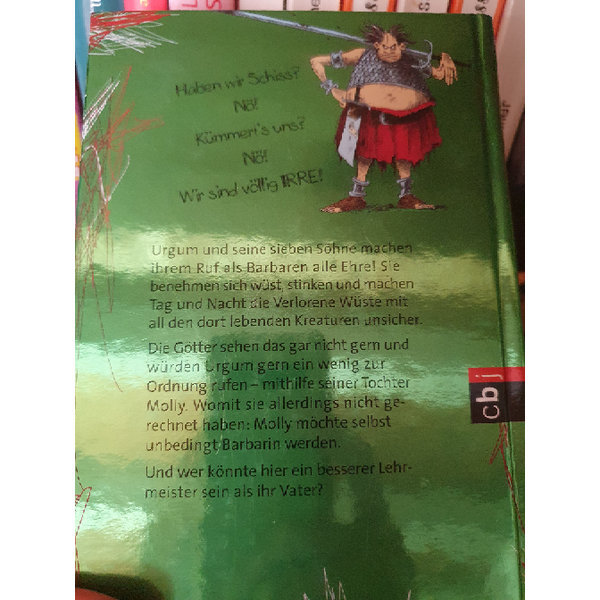 Haben wir Schiss?
Nö!
Kümmert's uns?
Nö!
Wir sind völlig IRRE!
Urgum und seine sieben Söhne machen
ihrem Ruf als Barbaren alle Ehre! Sie
benehmen sich wüst, stinken und machen
Tag und Nacht die Verlorene Wüste mit
all den dort lebenden Kreaturen unsicher.
Die Götter sehen das gar nicht gern und
würden Urgum gern ein wenig zur
Ordnung rufen – mithilfe seiner Tochter
Molly. Womit sie allerdings nicht ge-
rechnet haben: Molly möchte selbst
unbedingt Barbarin werden.
Und wer könnte hier ein besserer Lehr-
meister sein als ihr Vater?
cbj